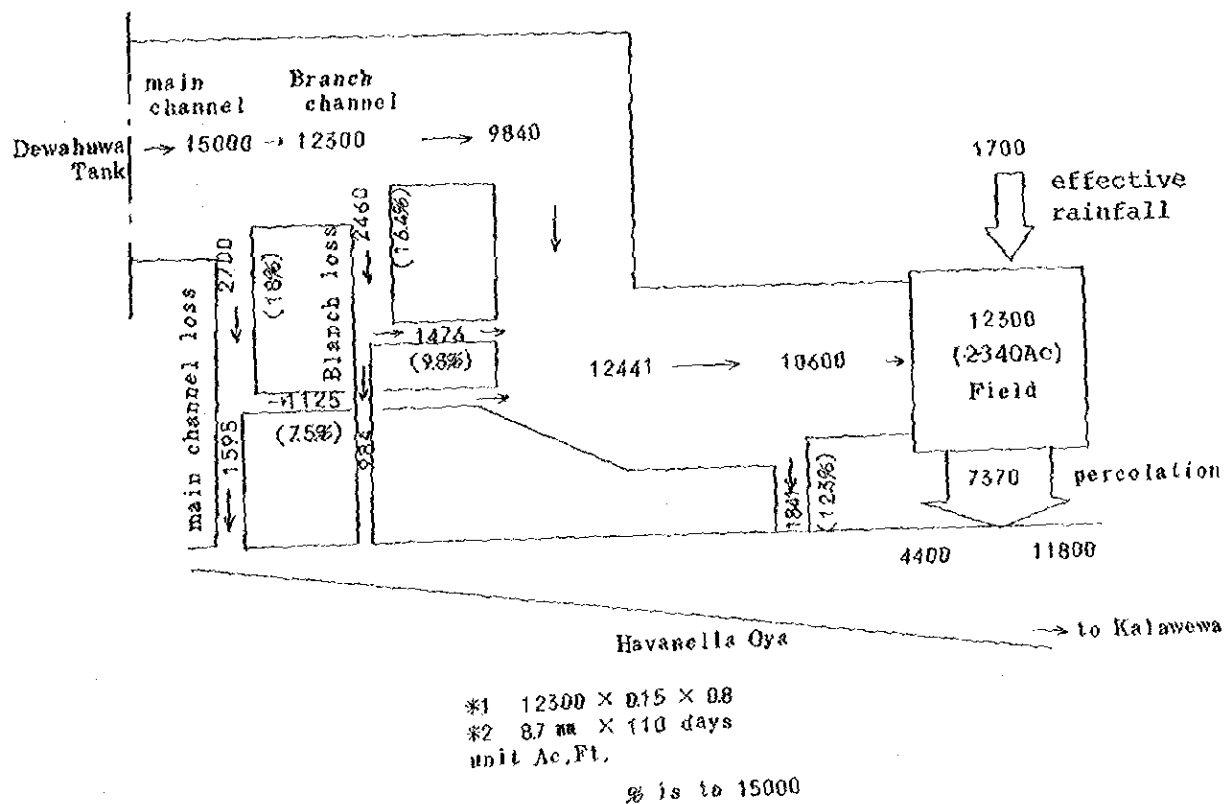 main channel
Branch channel
Dewahuwa Tank
→ 15000 → 12300 → 9840
1700
effective rainfall
main channel loss
2700
(18%)
1595
Blanch loss
2460
(16.4%)
984
1476
(9.8%)
1125
(7.5%)
12441 → 10600 →
12300
(2340Ac)
Field
(12.3%)
7370
percolation
4400
11800
Havanella Oya
→ to Kalawewa
*1 12300 × 0.15 × 0.8
*2 8.7 mm × 110 days
unit Ac.Ft.
% is to 15000